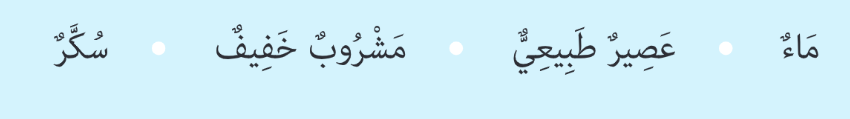 مَاءٌ • عَصِيرٌ طَبِيعِيٌّ • مَشْرُوبٌ خَفِيفٌ • سُكَّرٌ